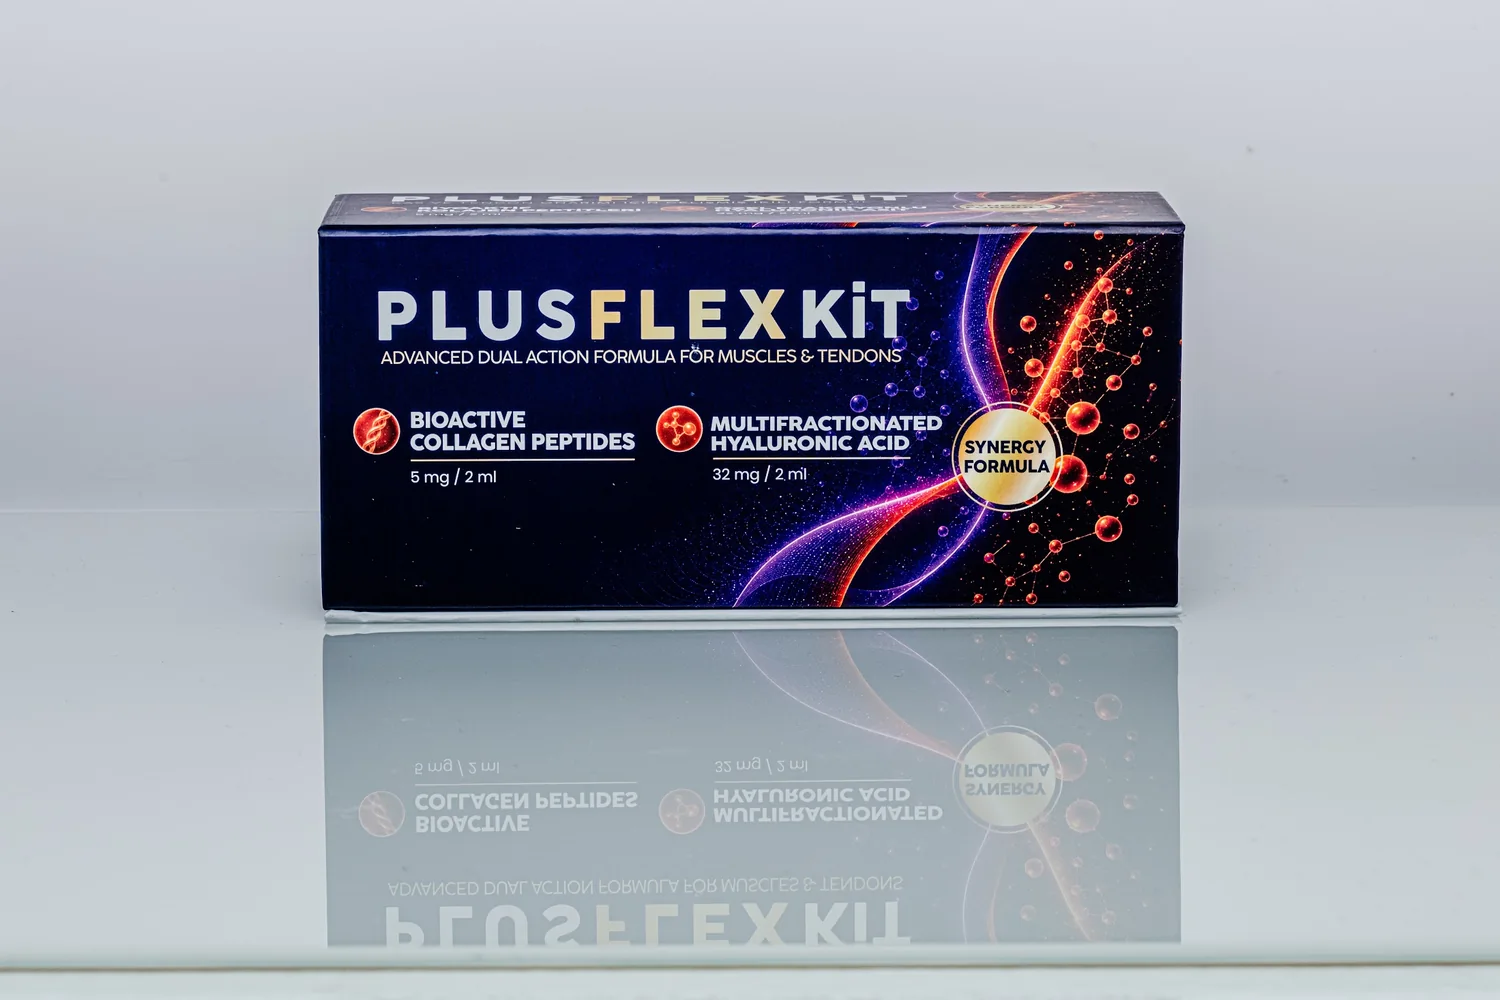 PLUSFLEXKiT
PLUSFLEXKiT
ADVANCED DUAL ACTION FORMULA FOR MUSCLES & TENDONS
BIOACTIVE
COLLAGEN PEPTIDES
5 mg / 2 ml
MULTIFRACTIONATED
HYALURONIC ACID
32 mg / 2 ml
SYNERGY
FORMULA